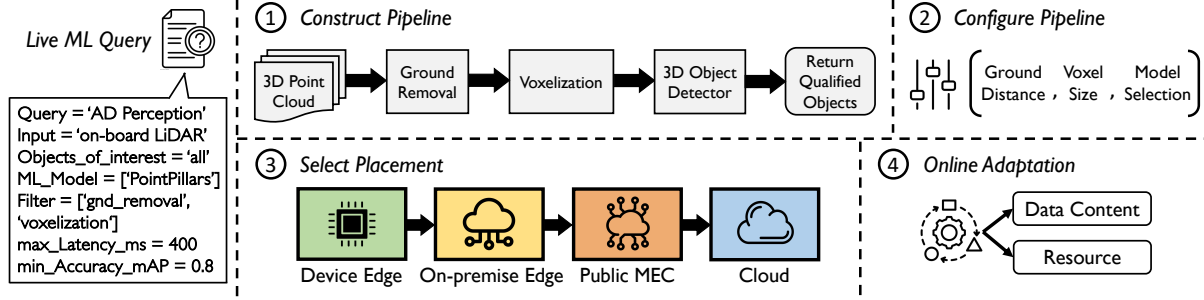 Live ML Query
?
Query = ‘AD Perception’
Input = ‘on-board LiDAR’
Objects_of_interest = ‘all’
ML_Model = [‘PointPillars’]
Filter = [‘gnd_removal’,
‘voxelization’]
max_Latency_ms = 400
min_Accuracy_mAP = 0.8
1 Construct Pipeline
3D Point
Cloud
Ground
Removal
Voxelization
3D Object
Detector
Return
Qualified
Objects
2 Configure Pipeline
Ground
Distance ,
Voxel
Size ,
Model
Selection
3 Select Placement
Device Edge
On-premise Edge
Public MEC
Cloud
4 Online Adaptation
Data Content
Resource